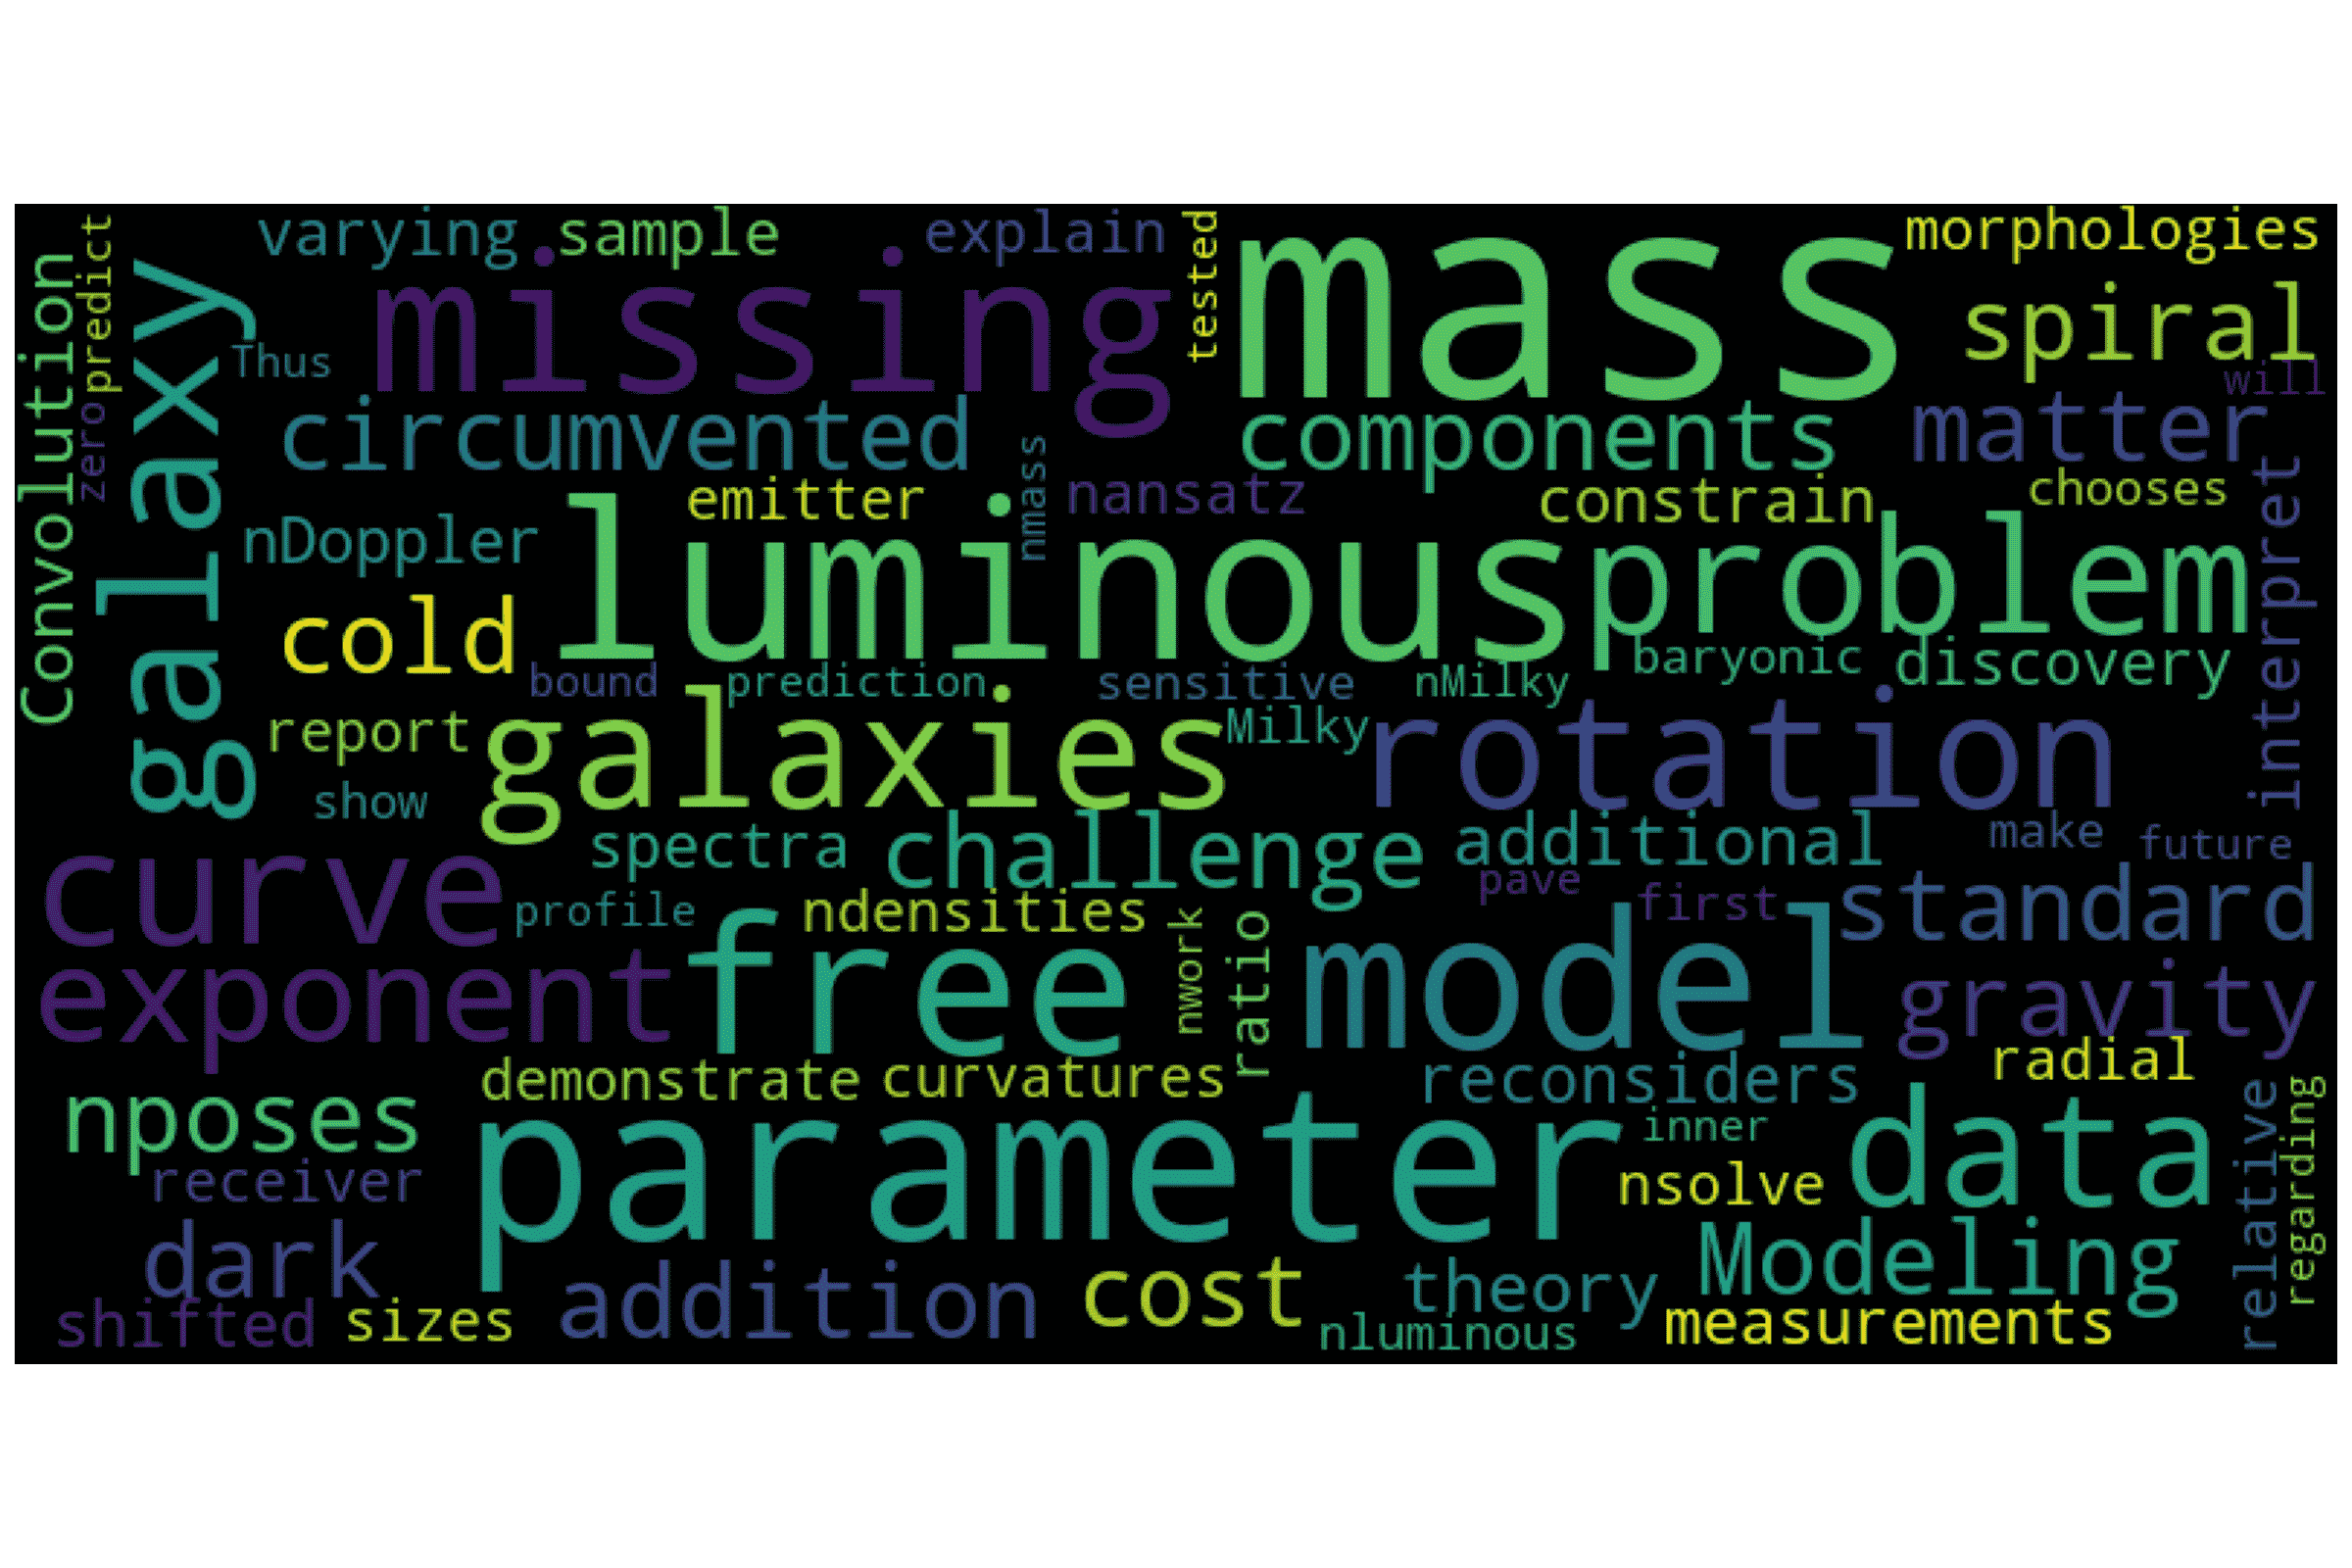 varying sample explain tested mass morphologies
Convolution predict galaxy missing spiral
Thus will
zero circumvented components matter
nmass interpret
emitter nansatz constrain chooses
nDoppler luminous problem
cold baryonic discovery
bound prediction sensitive nMilky
report galaxies Milky rotation
show
curve spectra challenge additional make future
pave first standard
profile ndensities
exponent free nwork ratio model gravity
demonstrate curvatures reconsiders radial
nposes parameter inner data relative regarding
receiver nsolve
dark addition cost theory Modeling
shifted sizes nluminous measurements